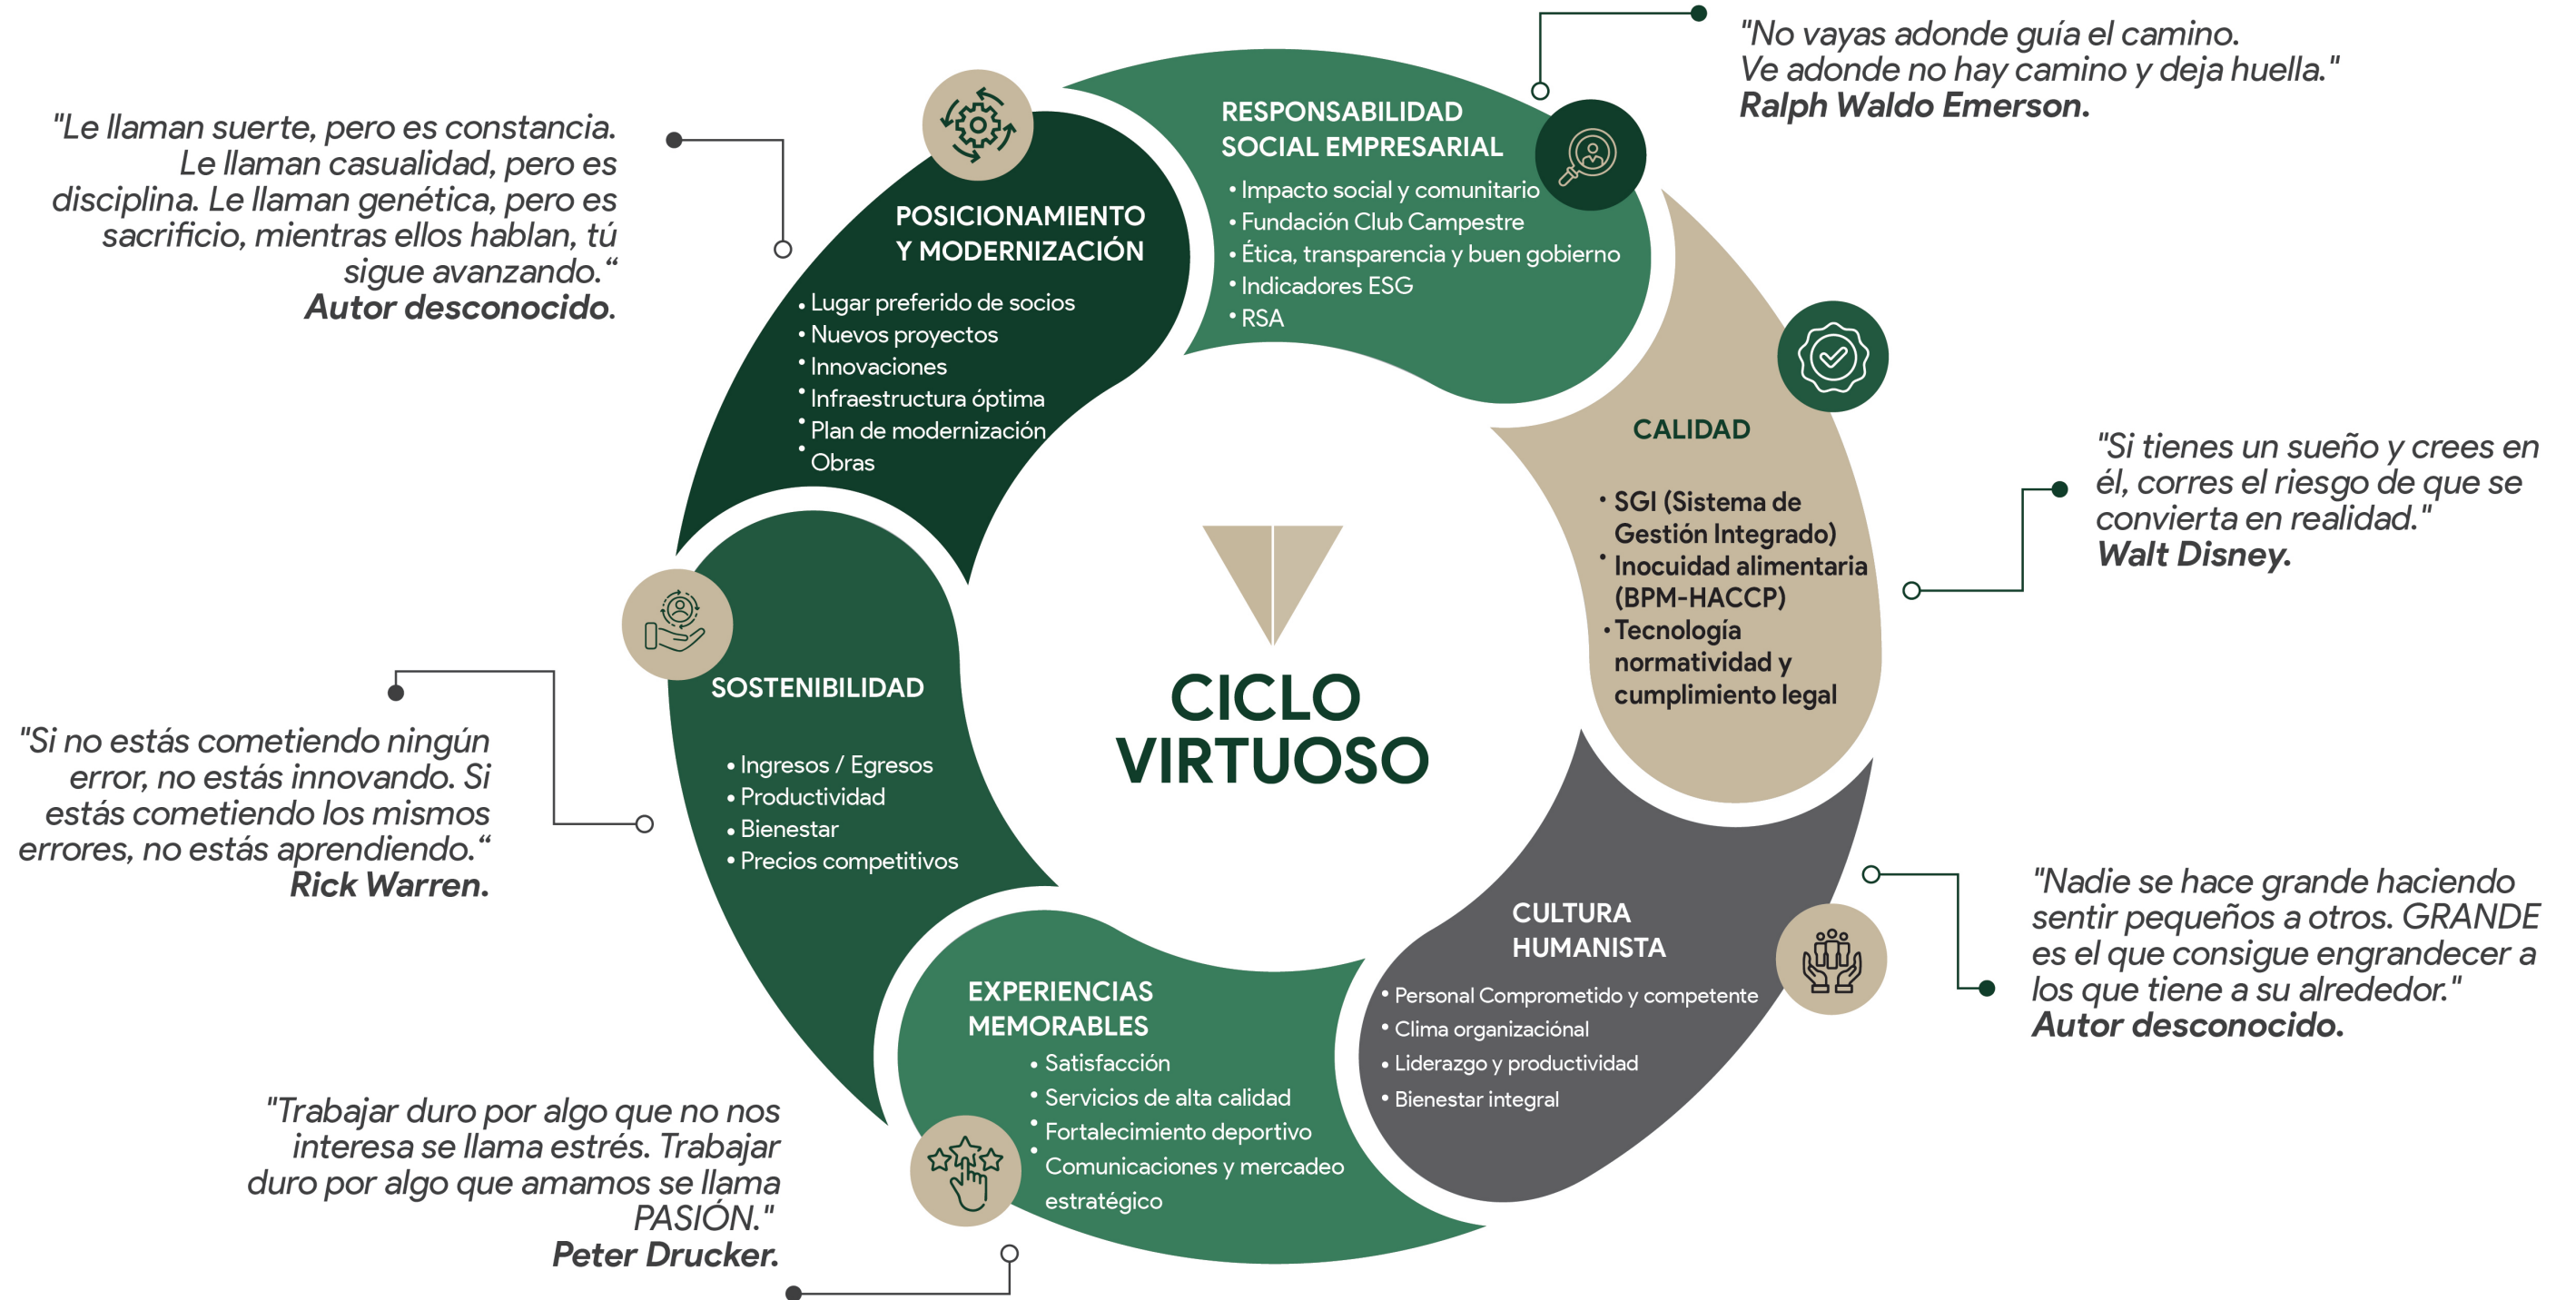 "No vayas adonde guía el camino.
Ve adonde no hay camino y deja huella."
Ralph Waldo Emerson.
"Le llaman suerte, pero es constancia.
Le llaman casualidad, pero es
disciplina. Le llaman genética, pero es
sacrificio, mientras ellos hablan, tú
sigue avanzando.“
Autor desconocido.
RESPONSABILIDAD
SOCIAL EMPRESARIAL
• Impacto social y comunitario
• Fundación Club Campestre
• Ética, transparencia y buen gobierno
• Indicadores ESG
• RSA
POSICIONAMIENTO
Y MODERNIZACIÓN
• Lugar preferido de socios
• Nuevos proyectos
• Innovaciones
• Infraestructura óptima
• Plan de modernización
• Obras
CALIDAD
• SGI (Sistema de
Gestión Integrado)
• Inocuidad alimentaria
(BPM-HACCP)
• Tecnología
normatividad y
cumplimiento legal
"Si tienes un sueño y crees en
él, corres el riesgo de que se
convierta en realidad."
Walt Disney.
CICLO
VIRTUOSO
SOSTENIBILIDAD
• Ingresos / Egresos
• Productividad
• Bienestar
• Precios competitivos
"Si no estás cometiendo ningún
error, no estás innovando. Si
estás cometiendo los mismos
errores, no estás aprendiendo.“
Rick Warren.
CULTURA
HUMANISTA
• Personal Comprometido y competente
• Clima organizaciónal
• Liderazgo y productividad
• Bienestar integral
"Nadie se hace grande haciendo
sentir pequeños a otros. GRANDE
es el que consigue engrandecer a
los que tiene a su alrededor."
Autor desconocido.
EXPERIENCIAS
MEMORABLES
• Satisfacción
• Servicios de alta calidad
• Fortalecimiento deportivo
• Comunicaciones y mercadeo
estratégico
"Trabajar duro por algo que no nos
interesa se llama estrés. Trabajar
duro por algo que amamos se llama
PASIÓN."
Peter Drucker.